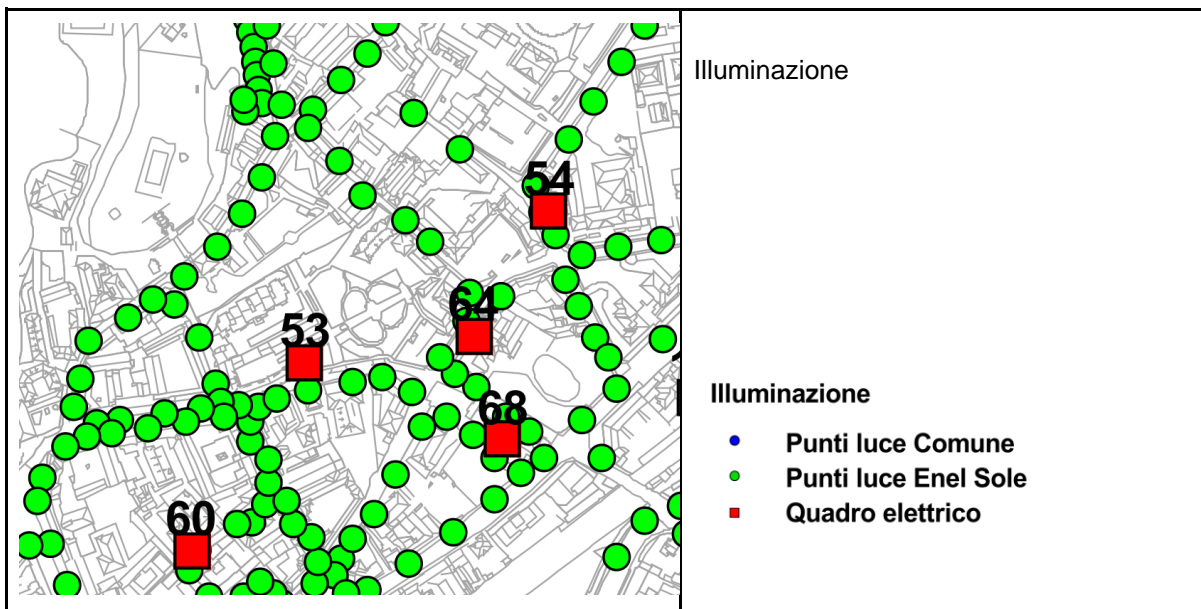 54
64
53
68
60
Illuminazione
Illuminazione
Punti luce Comune
Punti luce Enel Sole
Quadro elettrico